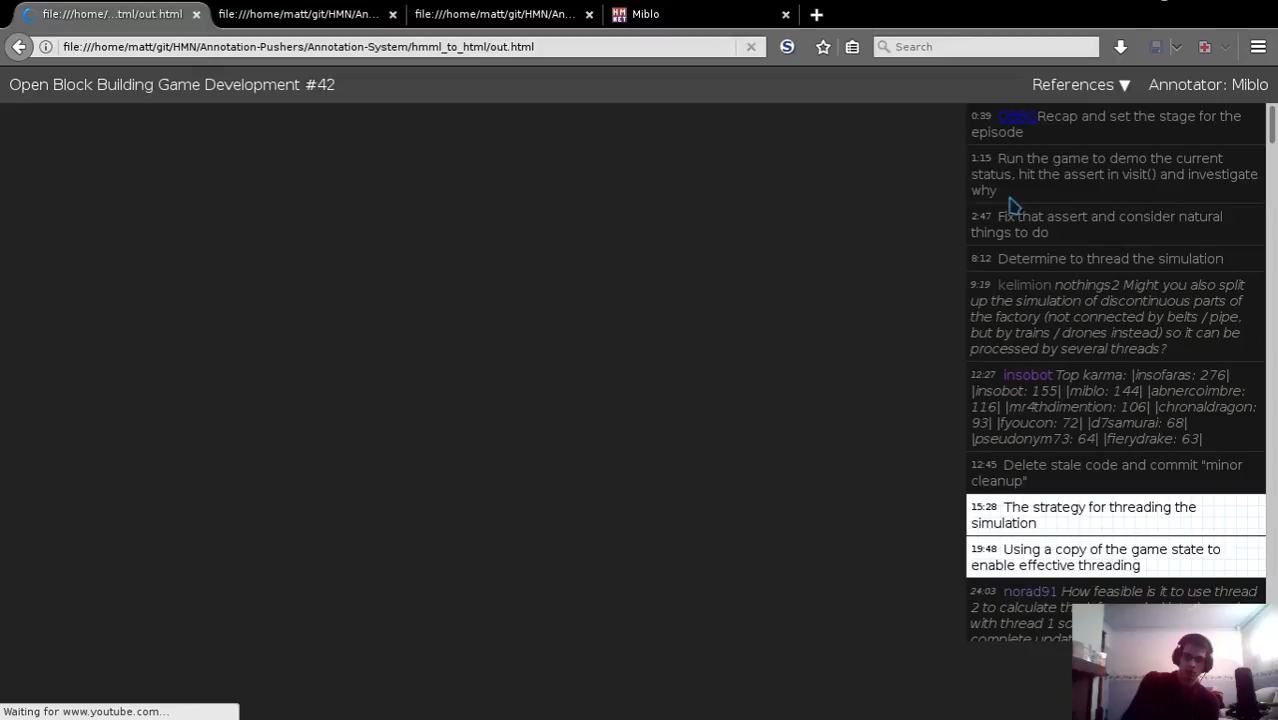 file:///home/...tml/out.html
file:///home/matt/git/HMN/An...
file:///home/matt/git/HMN/An...
Miblo
file:///home/matt/git/HMN/Annotation-Pushers/Annotation-System/hmml_to_html/out.html
Search
Open Block Building Game Development #42
References ▼
Annotator: Miblo
0:39 OBBG Recap and set the stage for the
episode
1:15 Run the game to demo the current
status, hit the assert in visit() and investigate
why
2:47 Fix that assert and consider natural
things to do
8:12 Determine to thread the simulation
9:19 kelimion nothings2 Might you also split
up the simulation of discontinuous parts of
the factory (not connected by belts / pipe,
but by trains / drones instead) so it can be
processed by several threads?
12:27 insobot Top karma: |insofaras: 276|
|insobot: 155| |miblo: 144| |abnercoimbre:
116| |mr4thdimention: 106| |chronaldragon:
93| |fyoucon: 72| |d7samurai: 68|
|pseudonym73: 64| |fierydrake: 63|
12:45 Delete stale code and commit "minor
cleanup"
15:28 The strategy for threading the
simulation
19:48 Using a copy of the game state to
enable effective threading
24:03 norad91 How feasible is it to use thread
2 to calculate
with thread 1
complete
Waiting for www.youtube.com...